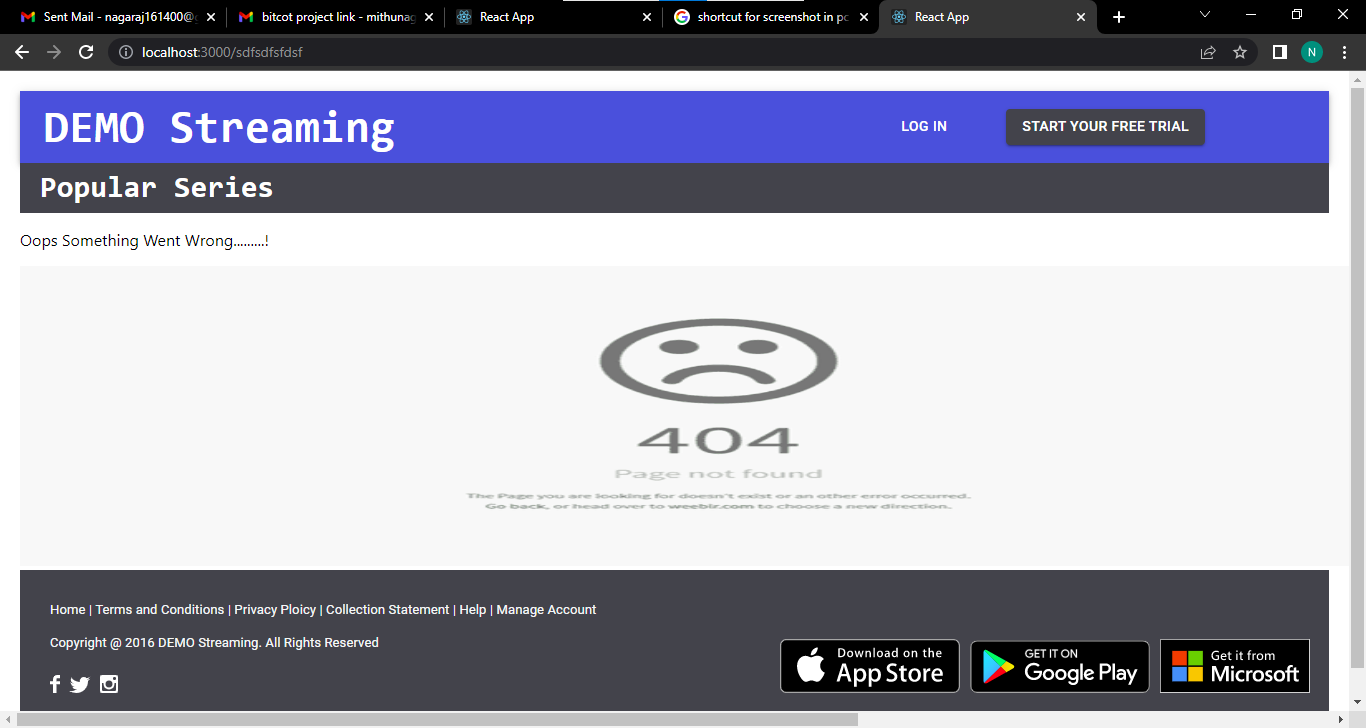 Sent Mail - nagaraj161400@g
bitcot project link - mithunag
React App
shortcut for screenshot in pc
React App
localhost:3000/sdfsdfsfdsf
N
DEMO Streaming
LOG IN
START YOUR FREE TRIAL
Popular Series
Oops Something Went Wrong.........!
404
Page not found
The Page you are looking for doesn't exist or an other error occurred.
Go back, or head over to weeblr.com to choose a new direction.
Home | Terms and Conditions | Privacy Ploicy | Collection Statement | Help | Manage Account
Copyright @ 2016 DEMO Streaming. All Rights Reserved
Download on the
App Store
GET IT ON
Google Play
Get it from
Microsoft